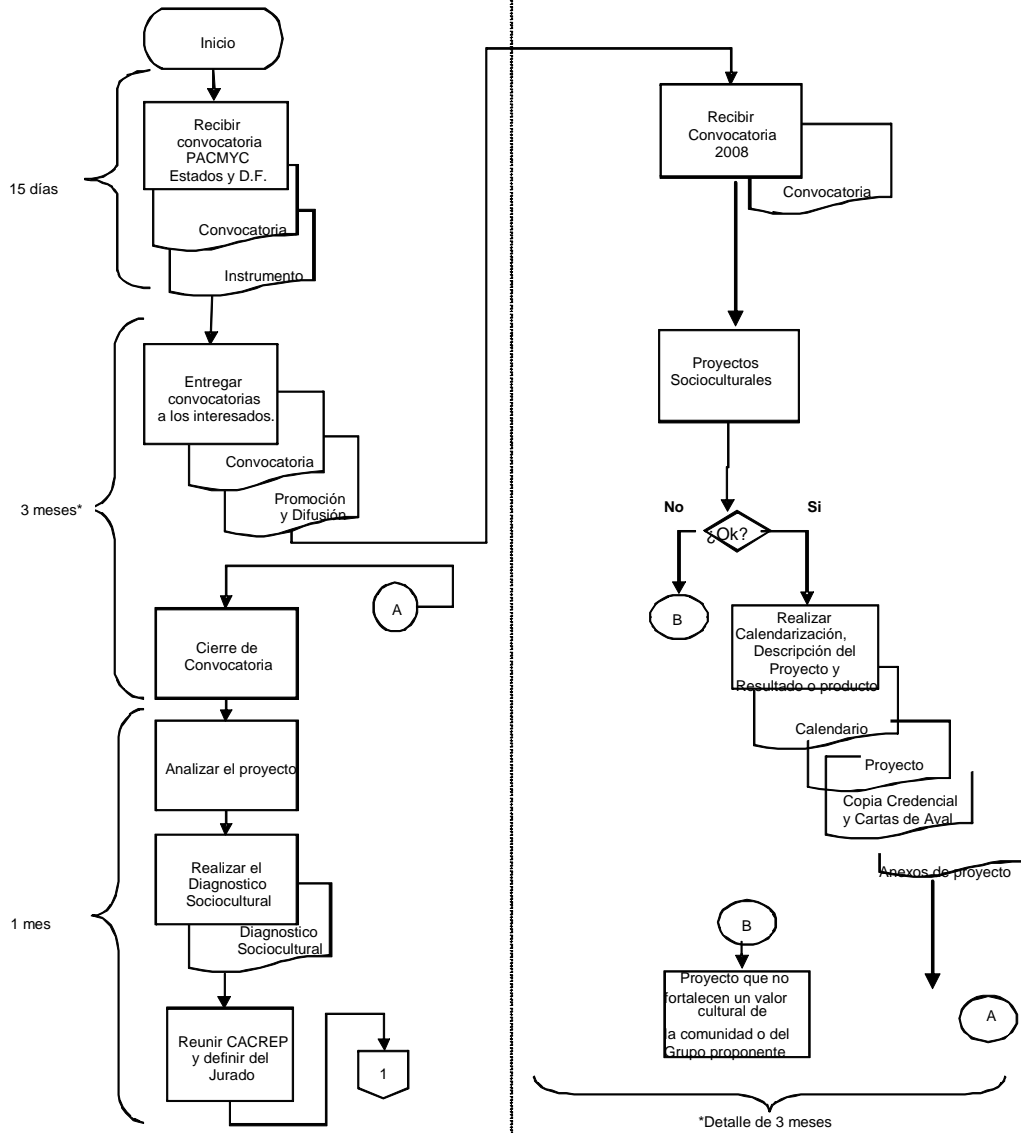 Inicio
Recibir
convocatoria
PACMYC
Estados y D.F.
Convocatoria
Instrumento
15 días
Entregar
convocatorias
a los interesados.
Convocatoria
Promoción
y Difusión
3 meses*
A
Cierre de
Convocatoria
Analizar el proyecto
Realizar el
Diagnostico
Sociocultural
Diagnostico
Sociocultural
1 mes
Reunir CACREP
y definir del
Jurado
1
Recibir
Convocatoria
2008
Convocatoria
Proyectos
Socioculturales
No
Si
¿Ok?
B
Realizar
Calendarización,
Descripción del
Proyecto y
Resultado o producto
Calendario
Proyecto
Copia Credencial
y Cartas de Aval
Anexos de proyecto
B
Proyecto que no
fortalecen un valor
cultural de
la comunidad o del
Grupo proponente
A
*Detalle de 3 meses